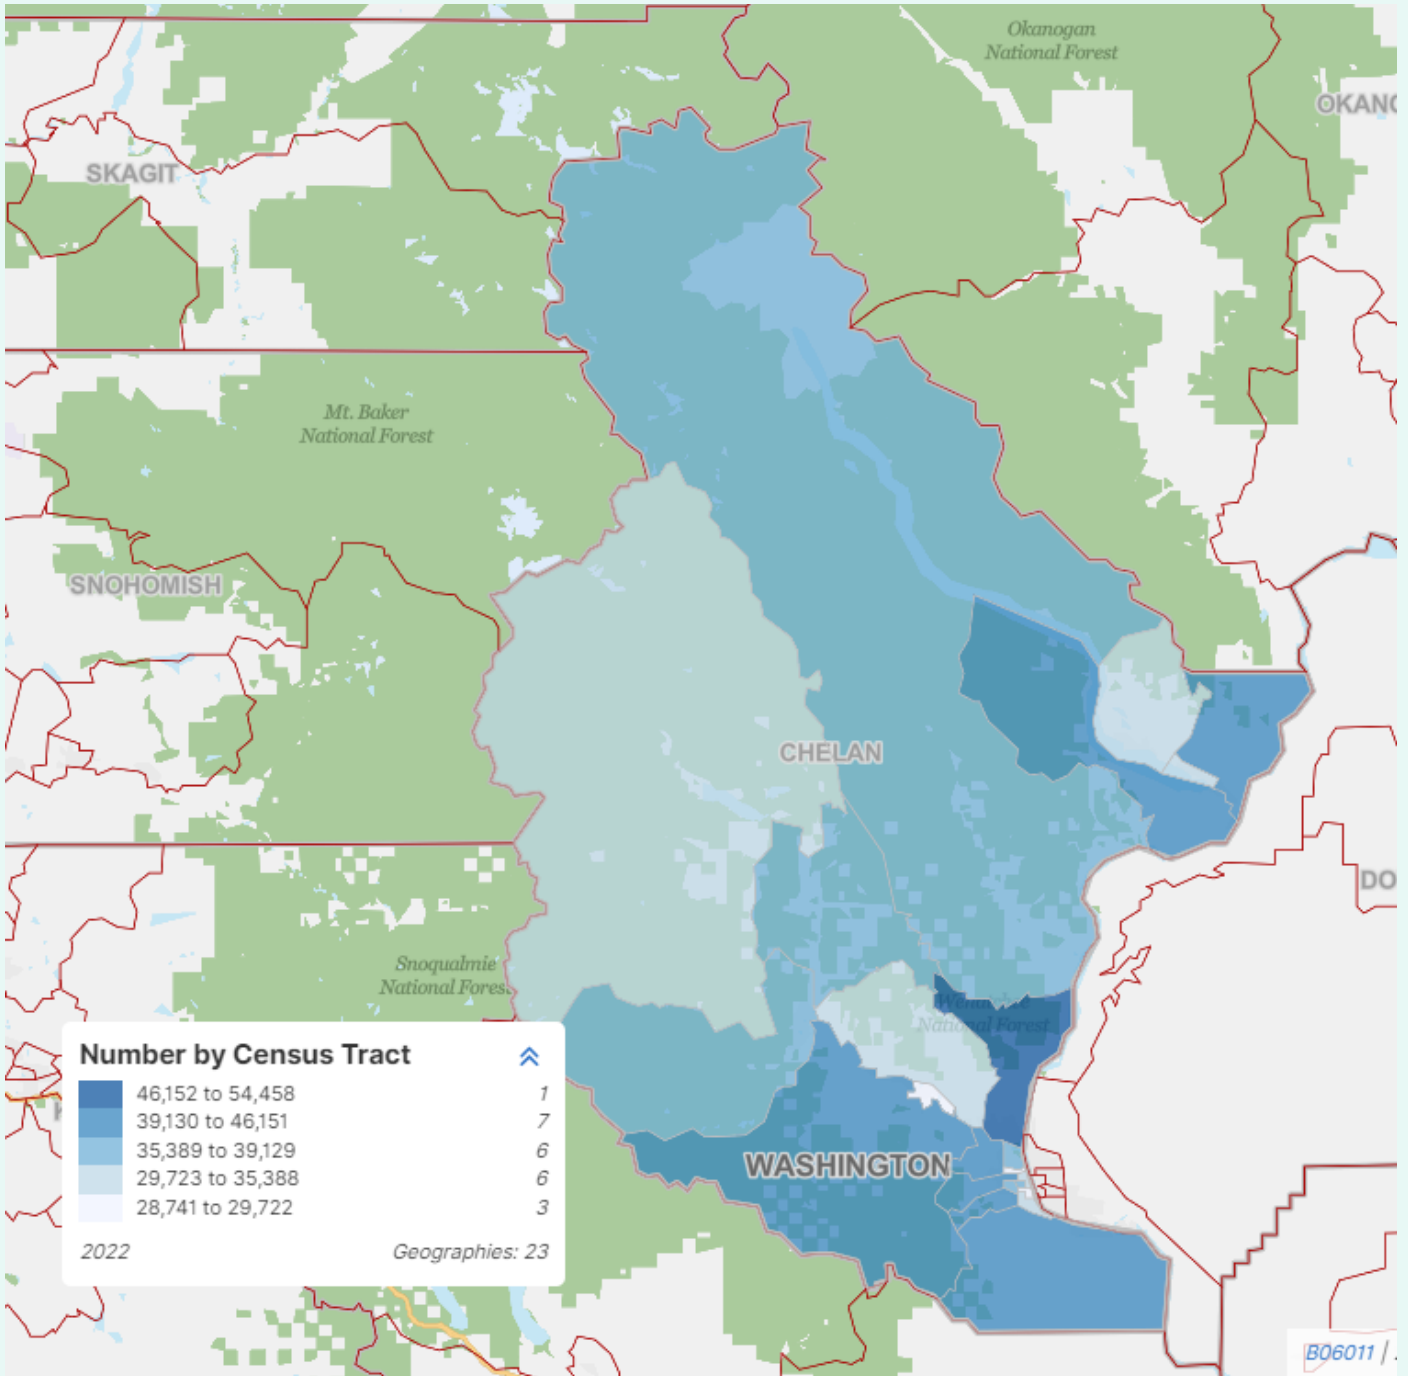 Okanogan
National Forest
SKAGIT
Mt. Baker
National Forest
SNOHOMISH
CHELAN
Snoqualmie
National Forest
National Forest
WASHINGTON
Number by Census Tract
46,152 to 54,458 1
39,130 to 46,151 7
35,389 to 39,129 6
29,723 to 35,388 6
28,741 to 29,722 3
2022 Geographies: 23
B06011 |